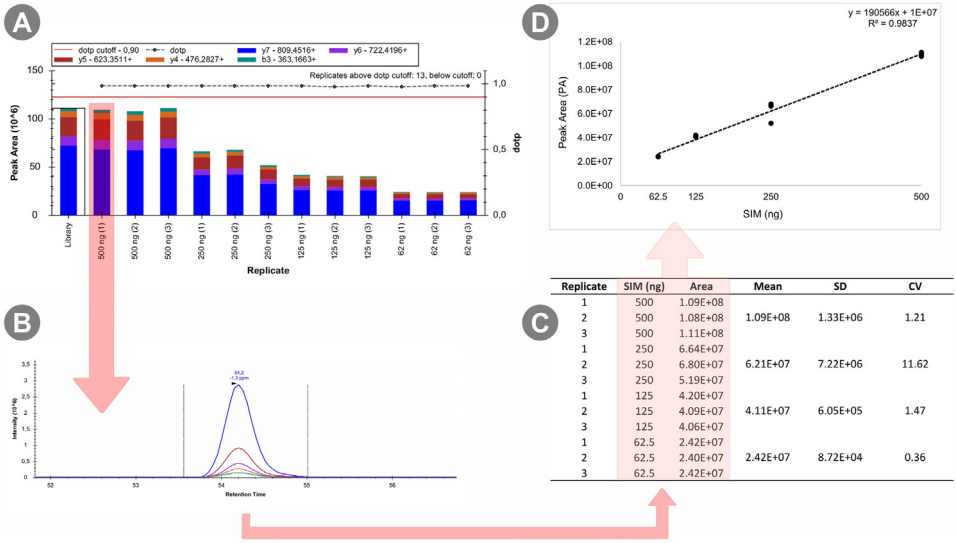 A
dotp cutoff - 0,90
dotp
y7 - 809,4516+
y6 - 722,4196+
y5 - 623,3511+
y4 - 476,2827+
b3 - 363,1663+
Replicates above dotp cutoff: 13, below cutoff: 0
Peak Area (10^6)
150
100
50
0
1,0
0,5
0,0
dotp
Library
500 ng (1)
500 ng (2)
500 ng (3)
250 ng (1)
250 ng (2)
250 ng (3)
125 ng (1)
125 ng (2)
125 ng (3)
62 ng (1)
62 ng (2)
62 ng (3)
Replicate
B
Intensity (10^6)
3,5
3
2,5
2
1,5
1
0,5
0
54,2
-1,3 ppm
52
53
54
55
56
Retention Time
D
y = 190566x + 1E+07
R² = 0.9837
Peak Area (PA)
1.2E+08
1.0E+08
8.0E+07
6.0E+07
4.0E+07
2.0E+07
0.0E+00
0
62.5
125
250
500
SIM (ng)
C
Replicate SIM (ng) Area Mean SD CV
1 500 1.09E+08
2 500 1.08E+08 1.09E+08 1.33E+06 1.21
3 500 1.11E+08
1 250 6.64E+07
2 250 6.80E+07 6.21E+07 7.22E+06 11.62
3 250 5.19E+07
1 125 4.20E+07
2 125 4.09E+07 4.11E+07 6.05E+05 1.47
3 125 4.06E+07
1 62.5 2.42E+07
2 62.5 2.40E+07 2.42E+07 8.72E+04 0.36
3 62.5 2.42E+07